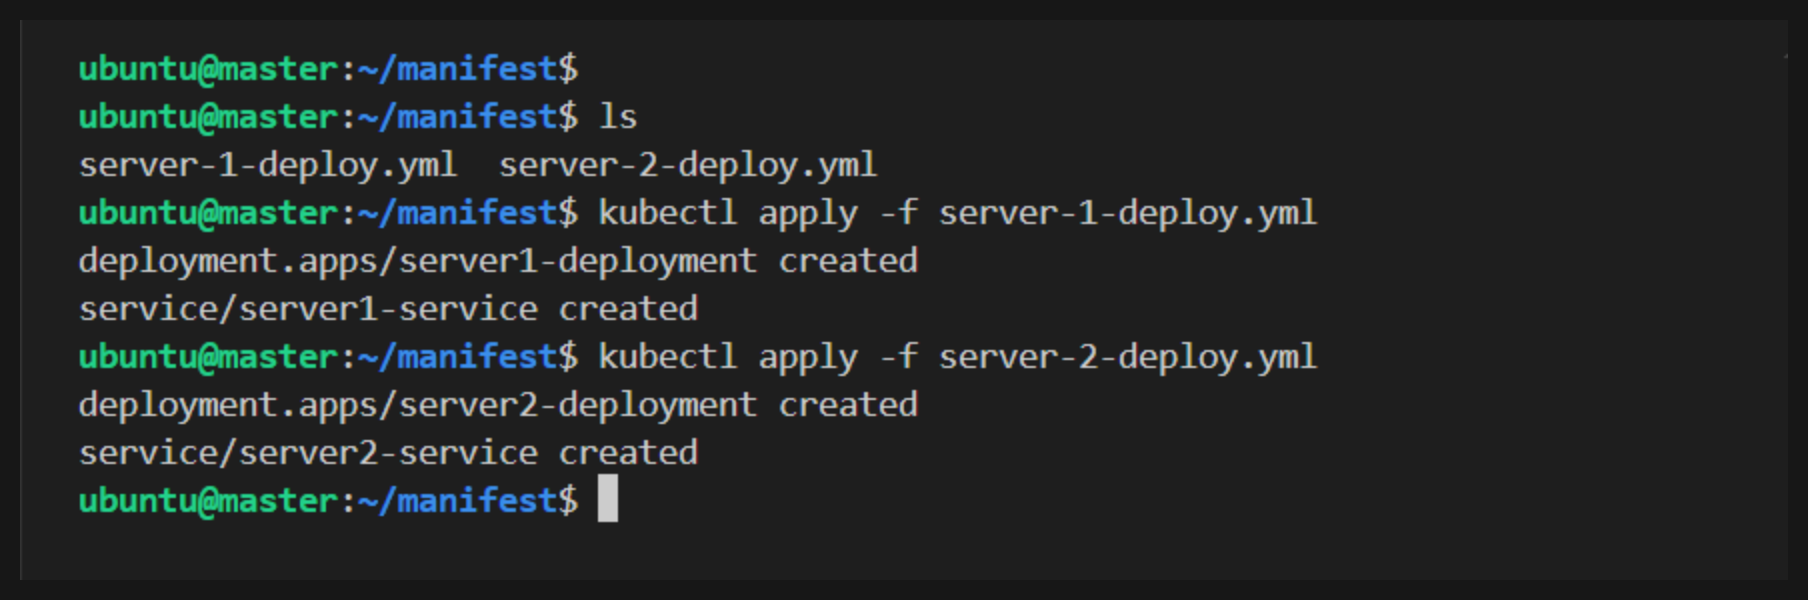 ubuntu@master:~/manifest$
ubuntu@master:~/manifest$ ls
server-1-deploy.yml  server-2-deploy.yml
ubuntu@master:~/manifest$ kubectl apply -f server-1-deploy.yml
deployment.apps/server1-deployment created
service/server1-service created
ubuntu@master:~/manifest$ kubectl apply -f server-2-deploy.yml
deployment.apps/server2-deployment created
service/server2-service created
ubuntu@master:~/manifest$